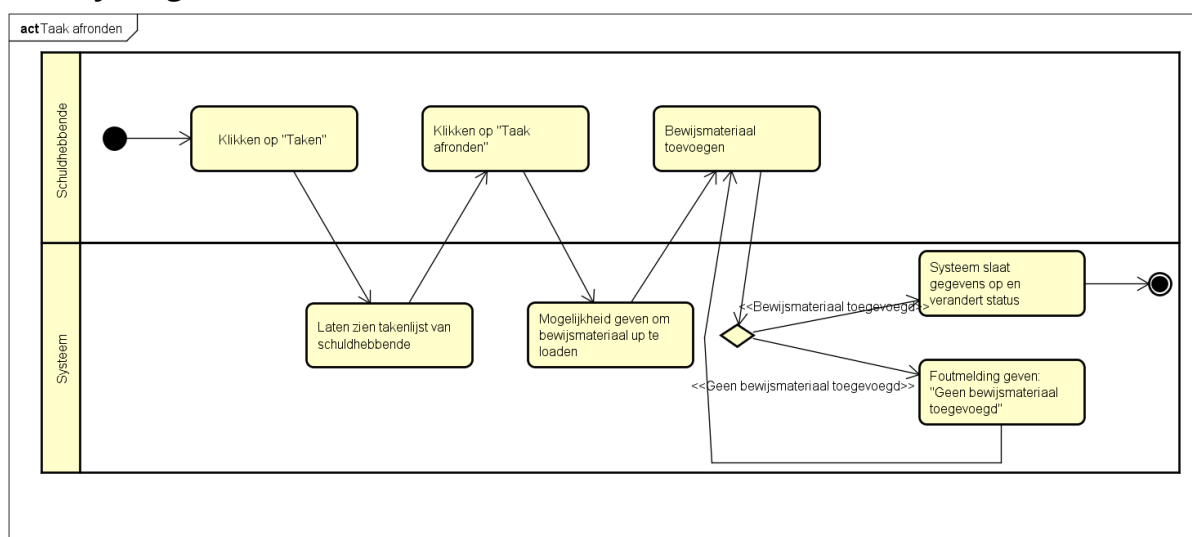 act Taak afronden
Schuldhebbende
Klikken op "Taken"
Klikken op "Taak
afronden"
Bewijsmateriaal
toevoegen
Systeem
Laten zien takenlijst van
schuldhebbende
Mogelijkheid geven om
bewijsmateriaal up te
loaden
<<Bewijsmateriaal toegevoegd>>
Systeem slaat
gegevens op en
verandert status
<<Geen bewijsmateriaal toegevoegd>>
Foutmelding geven:
"Geen bewijsmateriaal
toegevoegd"